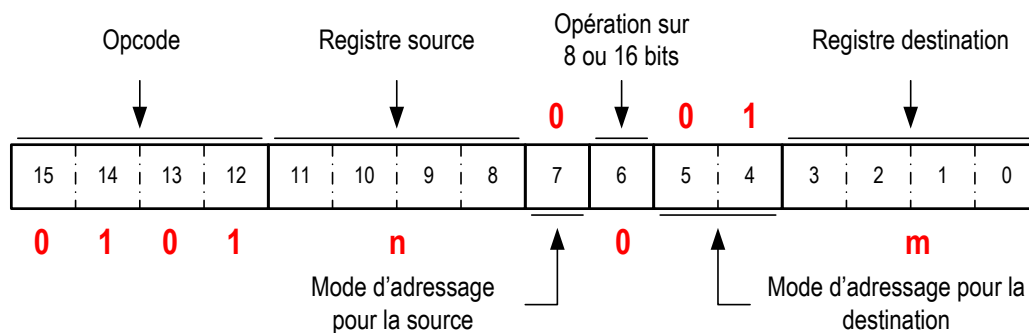 Opcode
Registre source
Opération sur
8 ou 16 bits
Registre destination
0 0 1
15 14 13 12 11 10 9 8 7 6 5 4 3 2 1 0
0 1 0 1 n 0 m
Mode d'adressage
pour la source
Mode d'adressage pour la
destination